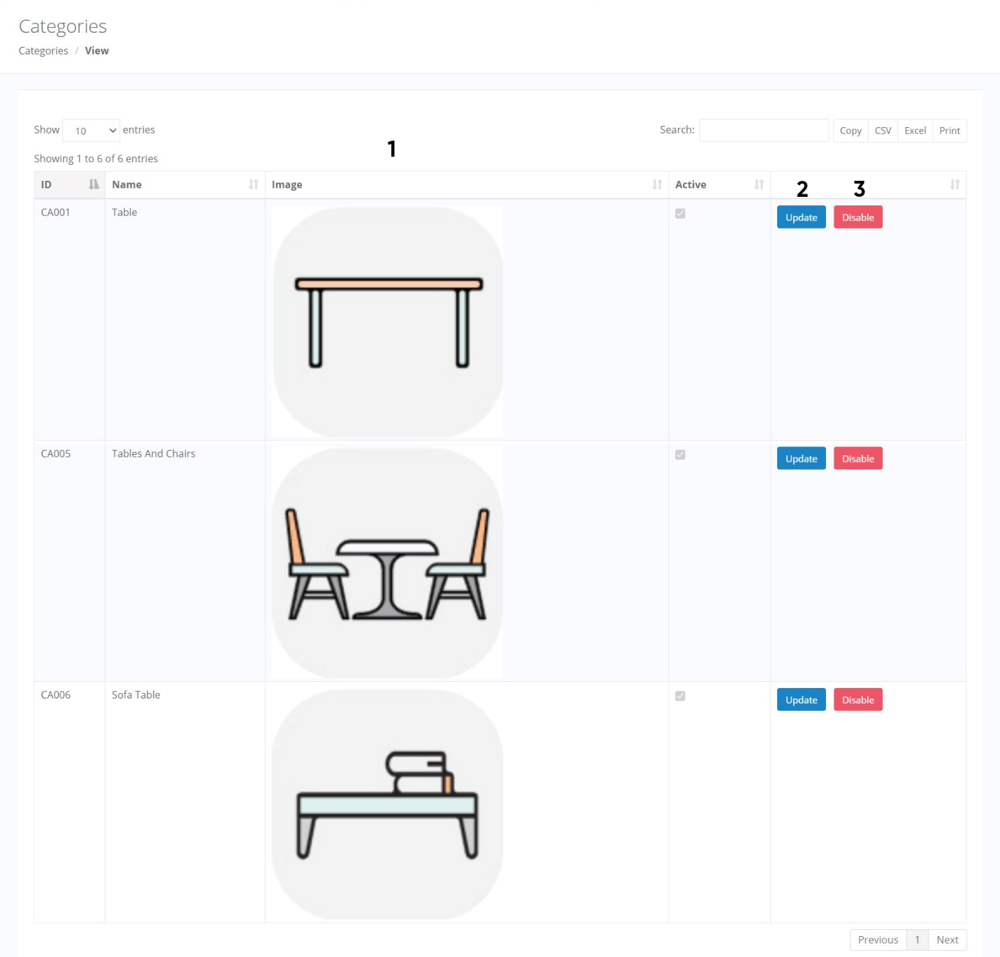 Categories
Categories / View
Show 10 entries
Search: Copy CSV Excel Print
1
Showing 1 to 6 of 6 entries
ID Name Image Active 2 3
CA001 Table Update Disable
CA005 Tables And Chairs Update Disable
CA006 Sofa Table Update Disable
Previous 1 Next